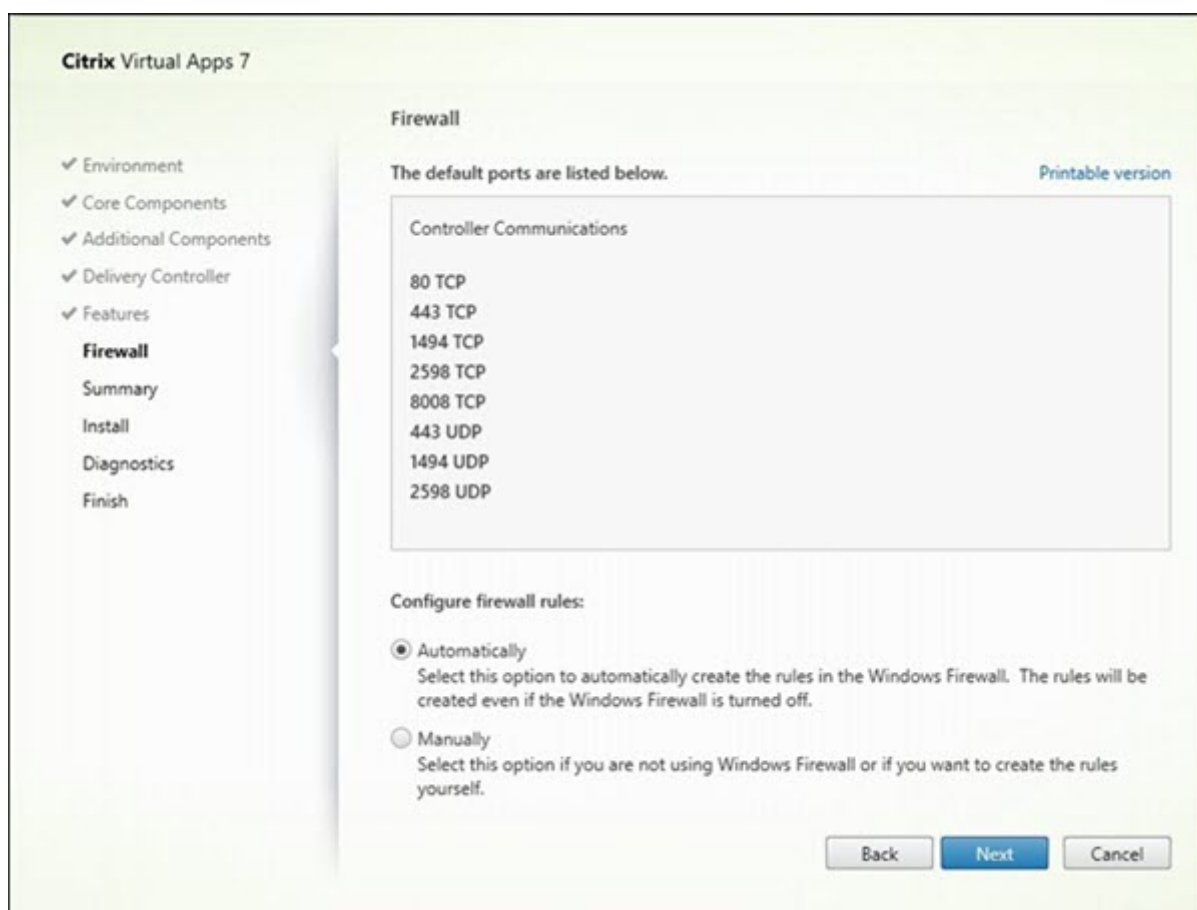 Citrix Virtual Apps 7
Environment
Core Components
Additional Components
Delivery Controller
Features
Firewall
Summary
Install
Diagnostics
Finish
Firewall
The default ports are listed below.
Printable version
Controller Communications
80 TCP
443 TCP
1494 TCP
2598 TCP
8008 TCP
443 UDP
1494 UDP
2598 UDP
Configure firewall rules:
Automatically
Select this option to automatically create the rules in the Windows Firewall. The rules will be
created even if the Windows Firewall is turned off.
Manually
Select this option if you are not using Windows Firewall or if you want to create the rules
yourself.
Back
Next
Cancel